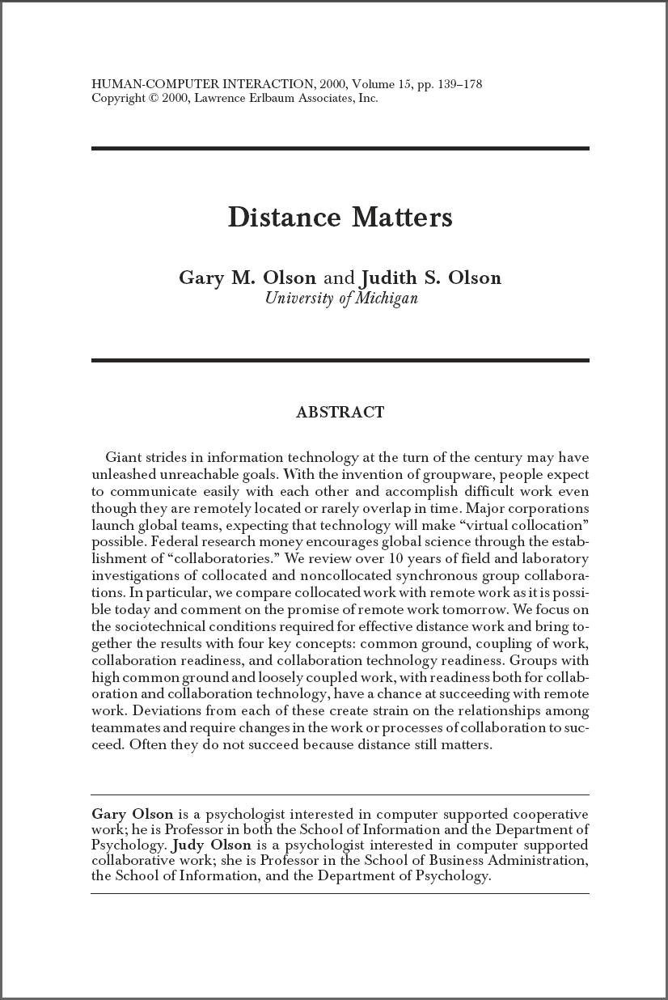 HUMAN-COMPUTER INTERACTION, 2000, Volume 15, pp. 139–178
Copyright © 2000, Lawrence Erlbaum Associates, Inc.
Distance Matters
Gary M. Olson and Judith S. Olson
University of Michigan
ABSTRACT
Giant strides in information technology at the turn of the century may have
unleashed unreachable goals. With the invention of groupware, people expect
to communicate easily with each other and accomplish difficult work even
though they are remotely located or rarely overlap in time. Major corporations
launch global teams, expecting that technology will make “virtual collocation”
possible. Federal research money encourages global science through the estab-
lishment of “collaboratories.” We review over 10 years of field and laboratory
investigations of collocated and noncollocated synchronous group collabora-
tions. In particular, we compare collocated work with remote work as it is possi-
ble today and comment on the promise of remote work tomorrow. We focus on
the sociotechnical conditions required for effective distance work and bring to-
gether the results with four key concepts: common ground, coupling of work,
collaboration readiness, and collaboration technology readiness. Groups with
high common ground and loosely coupled work, with readiness both for collab-
oration and collaboration technology, have a chance at succeeding with remote
work. Deviations from each of these create strain on the relationships among
teammates and require changes in the work or processes of collaboration to suc-
ceed. Often they do not succeed because distance still matters.
Gary Olson is a psychologist interested in computer supported cooperative
work; he is Professor in both the School of Information and the Department of
Psychology. Judy Olson is a psychologist interested in computer supported
collaborative work; she is Professor in the School of Business Administration,
the School of Information, and the Department of Psychology.